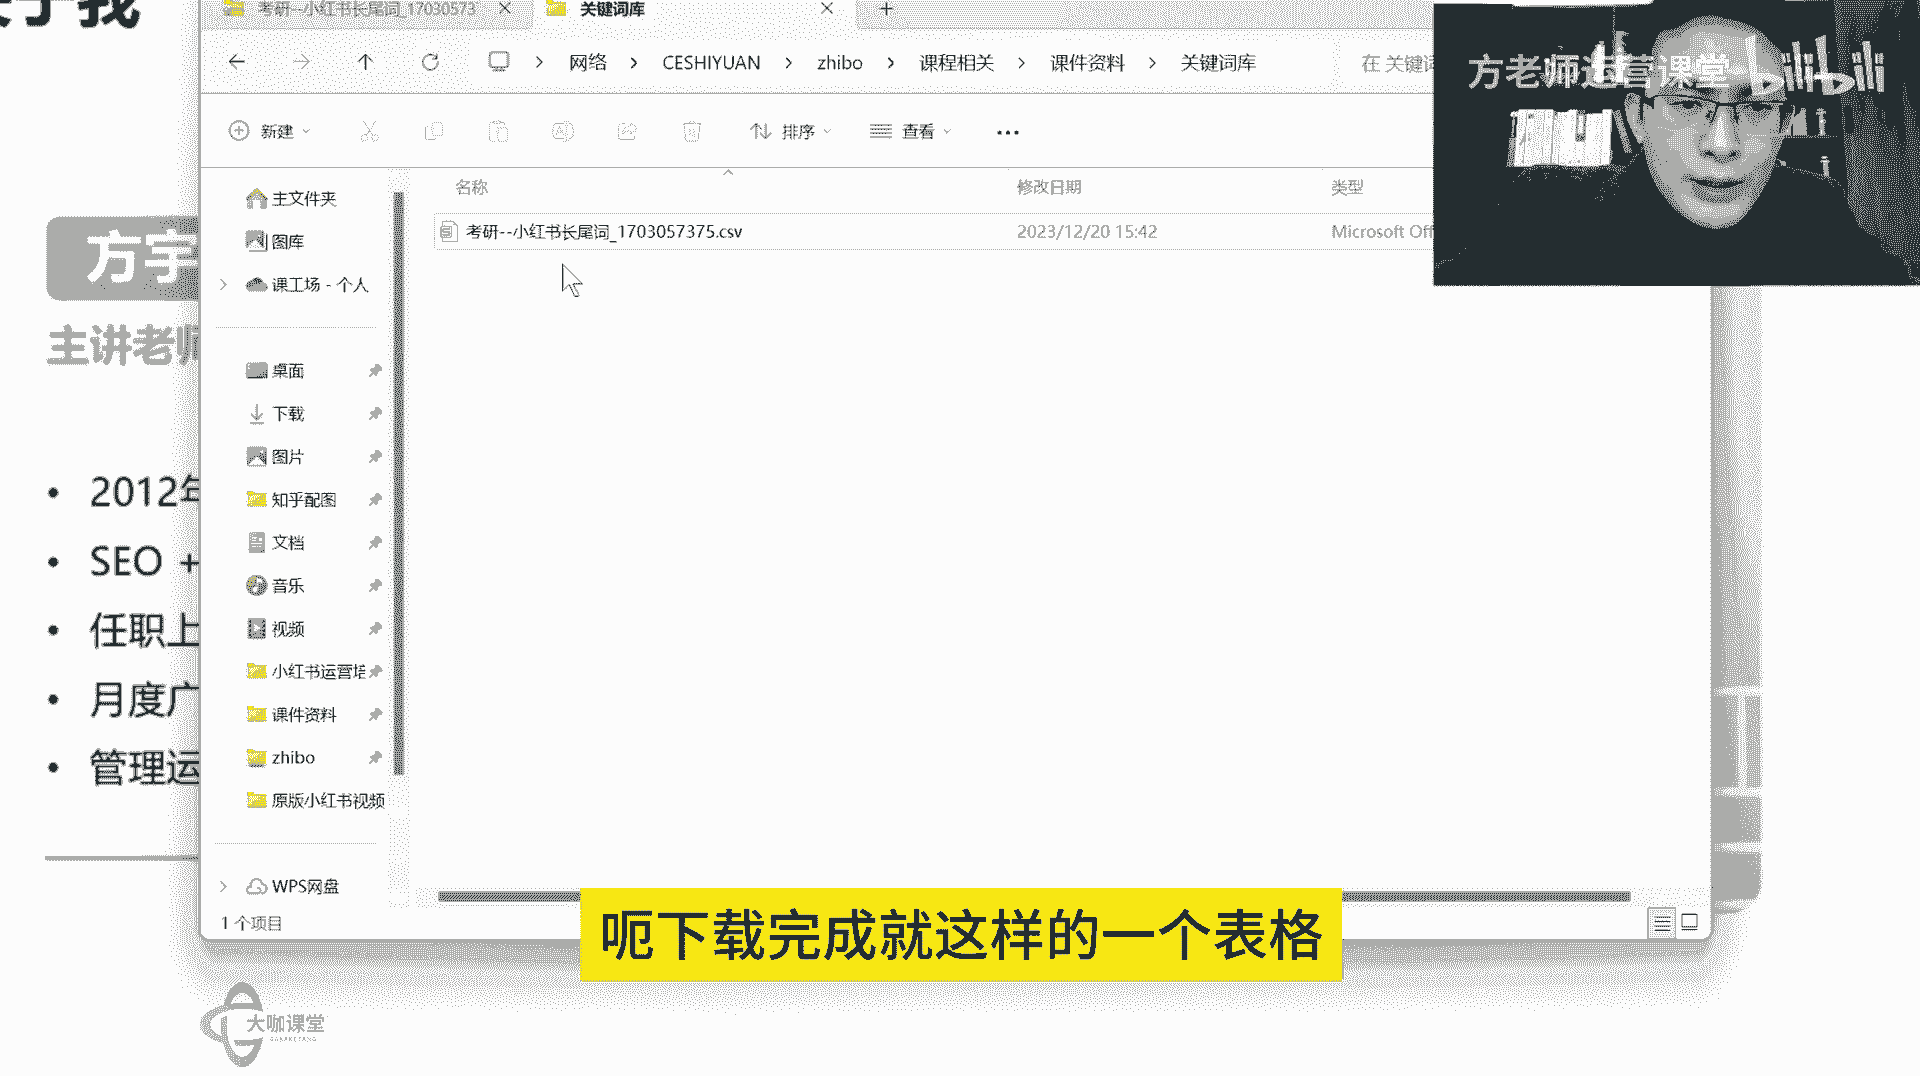 考研--小红书长尾词_17030573
关键词库
于我
网络 CESHIYUAN zhibo 课程相关 课件资料 关键词库
在 关键词
方老师运营课堂 bilibili
新建
排序
查看
名称
修改日期
类型
考研--小红书长尾词_1703057375.csv
2023/12/20 15:42
Microsoft Off
主文件夹
图库
课工场 - 个人
桌面
下载
图片
知乎配图
文档
音乐
视频
小红书运营培
课件资料
zhibo
原版小红书视频
WPS网盘
1 个项目
方宇
主讲老师
• 2012年
• SEO +
• 任职上
• 月度广
• 管理运
呃下载完成就这样的一个表格
大咖课堂